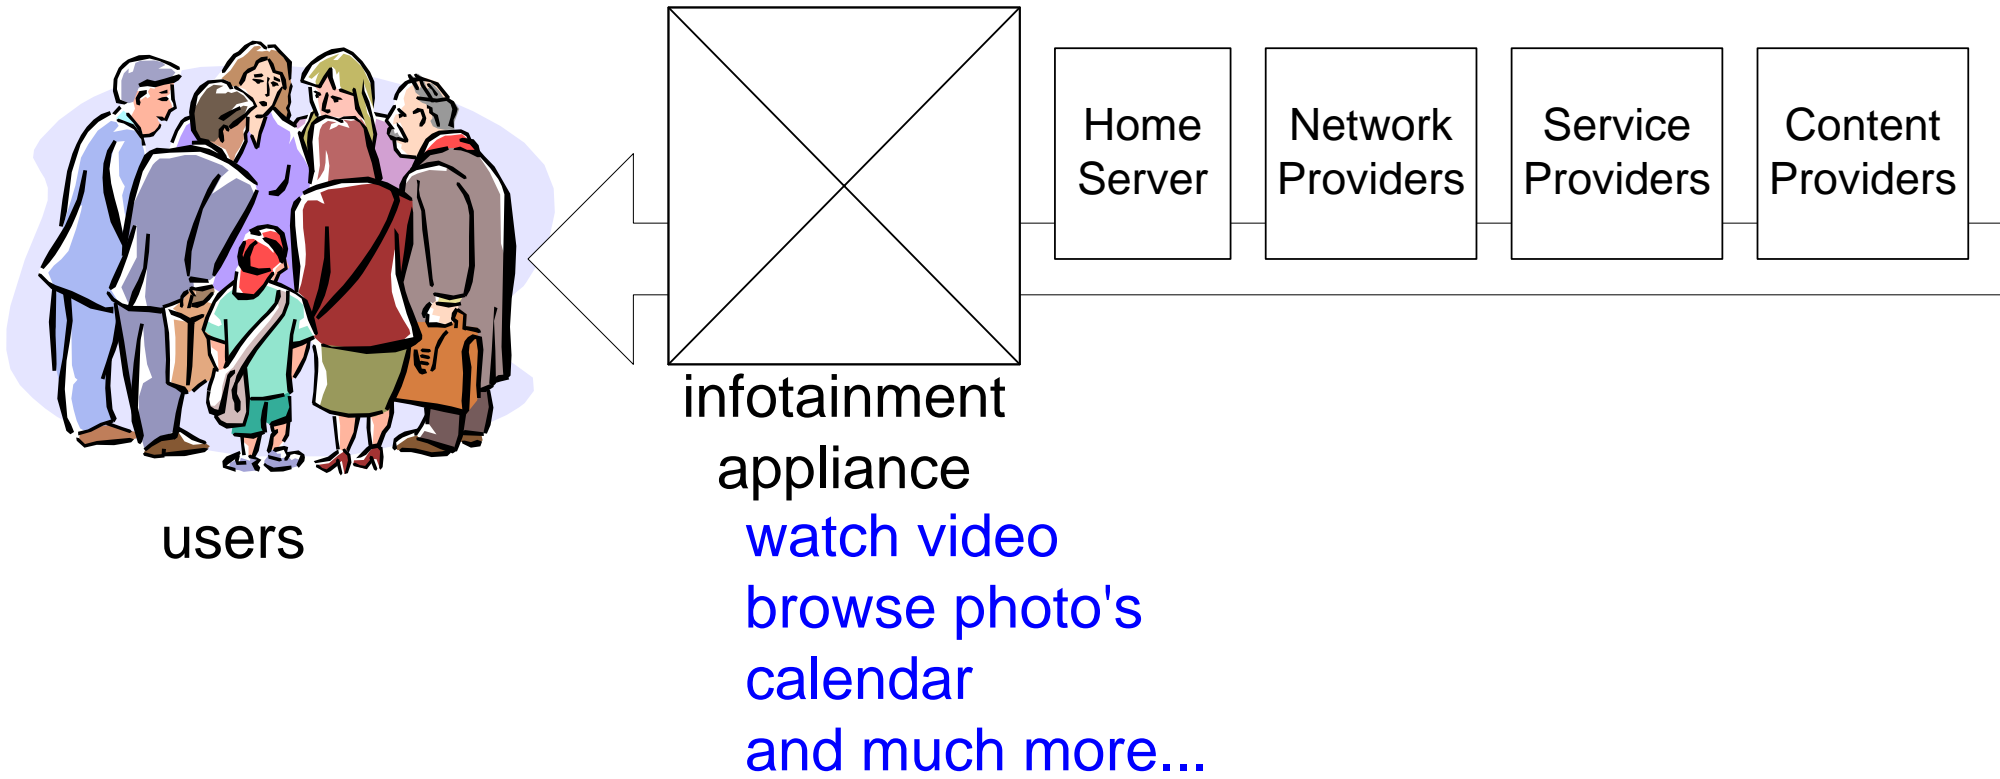 Home
Server
Network
Providers
Service
Providers
Content
Providers
infotainment
appliance
watch video
browse photo's
calendar
and much more...
users